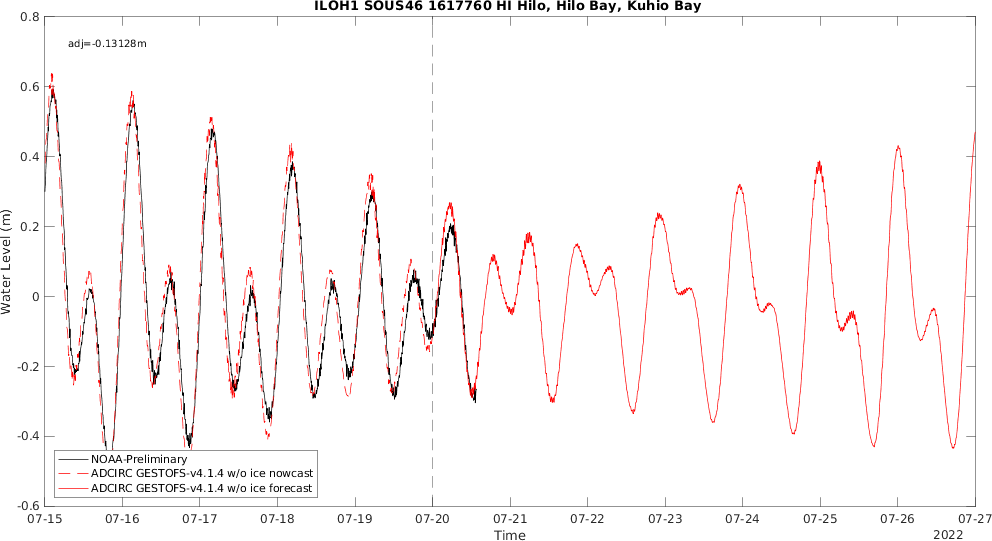 ILOH1 SOUS46 1617760 HI Hilo, Hilo Bay, Kuhio Bay
adj=-0.13128m
Water Level (m)
0.8
0.6
0.4
0.2
0
-0.2
-0.4
-0.6
NOAA-Preliminary
ADCIRC GESTOFS-v4.1.4 w/o ice nowcast
ADCIRC GESTOFS-v4.1.4 w/o ice forecast
07-15 07-16 07-17 07-18 07-19 07-20 07-21 07-22 07-23 07-24 07-25 07-26 07-27
Time
2022